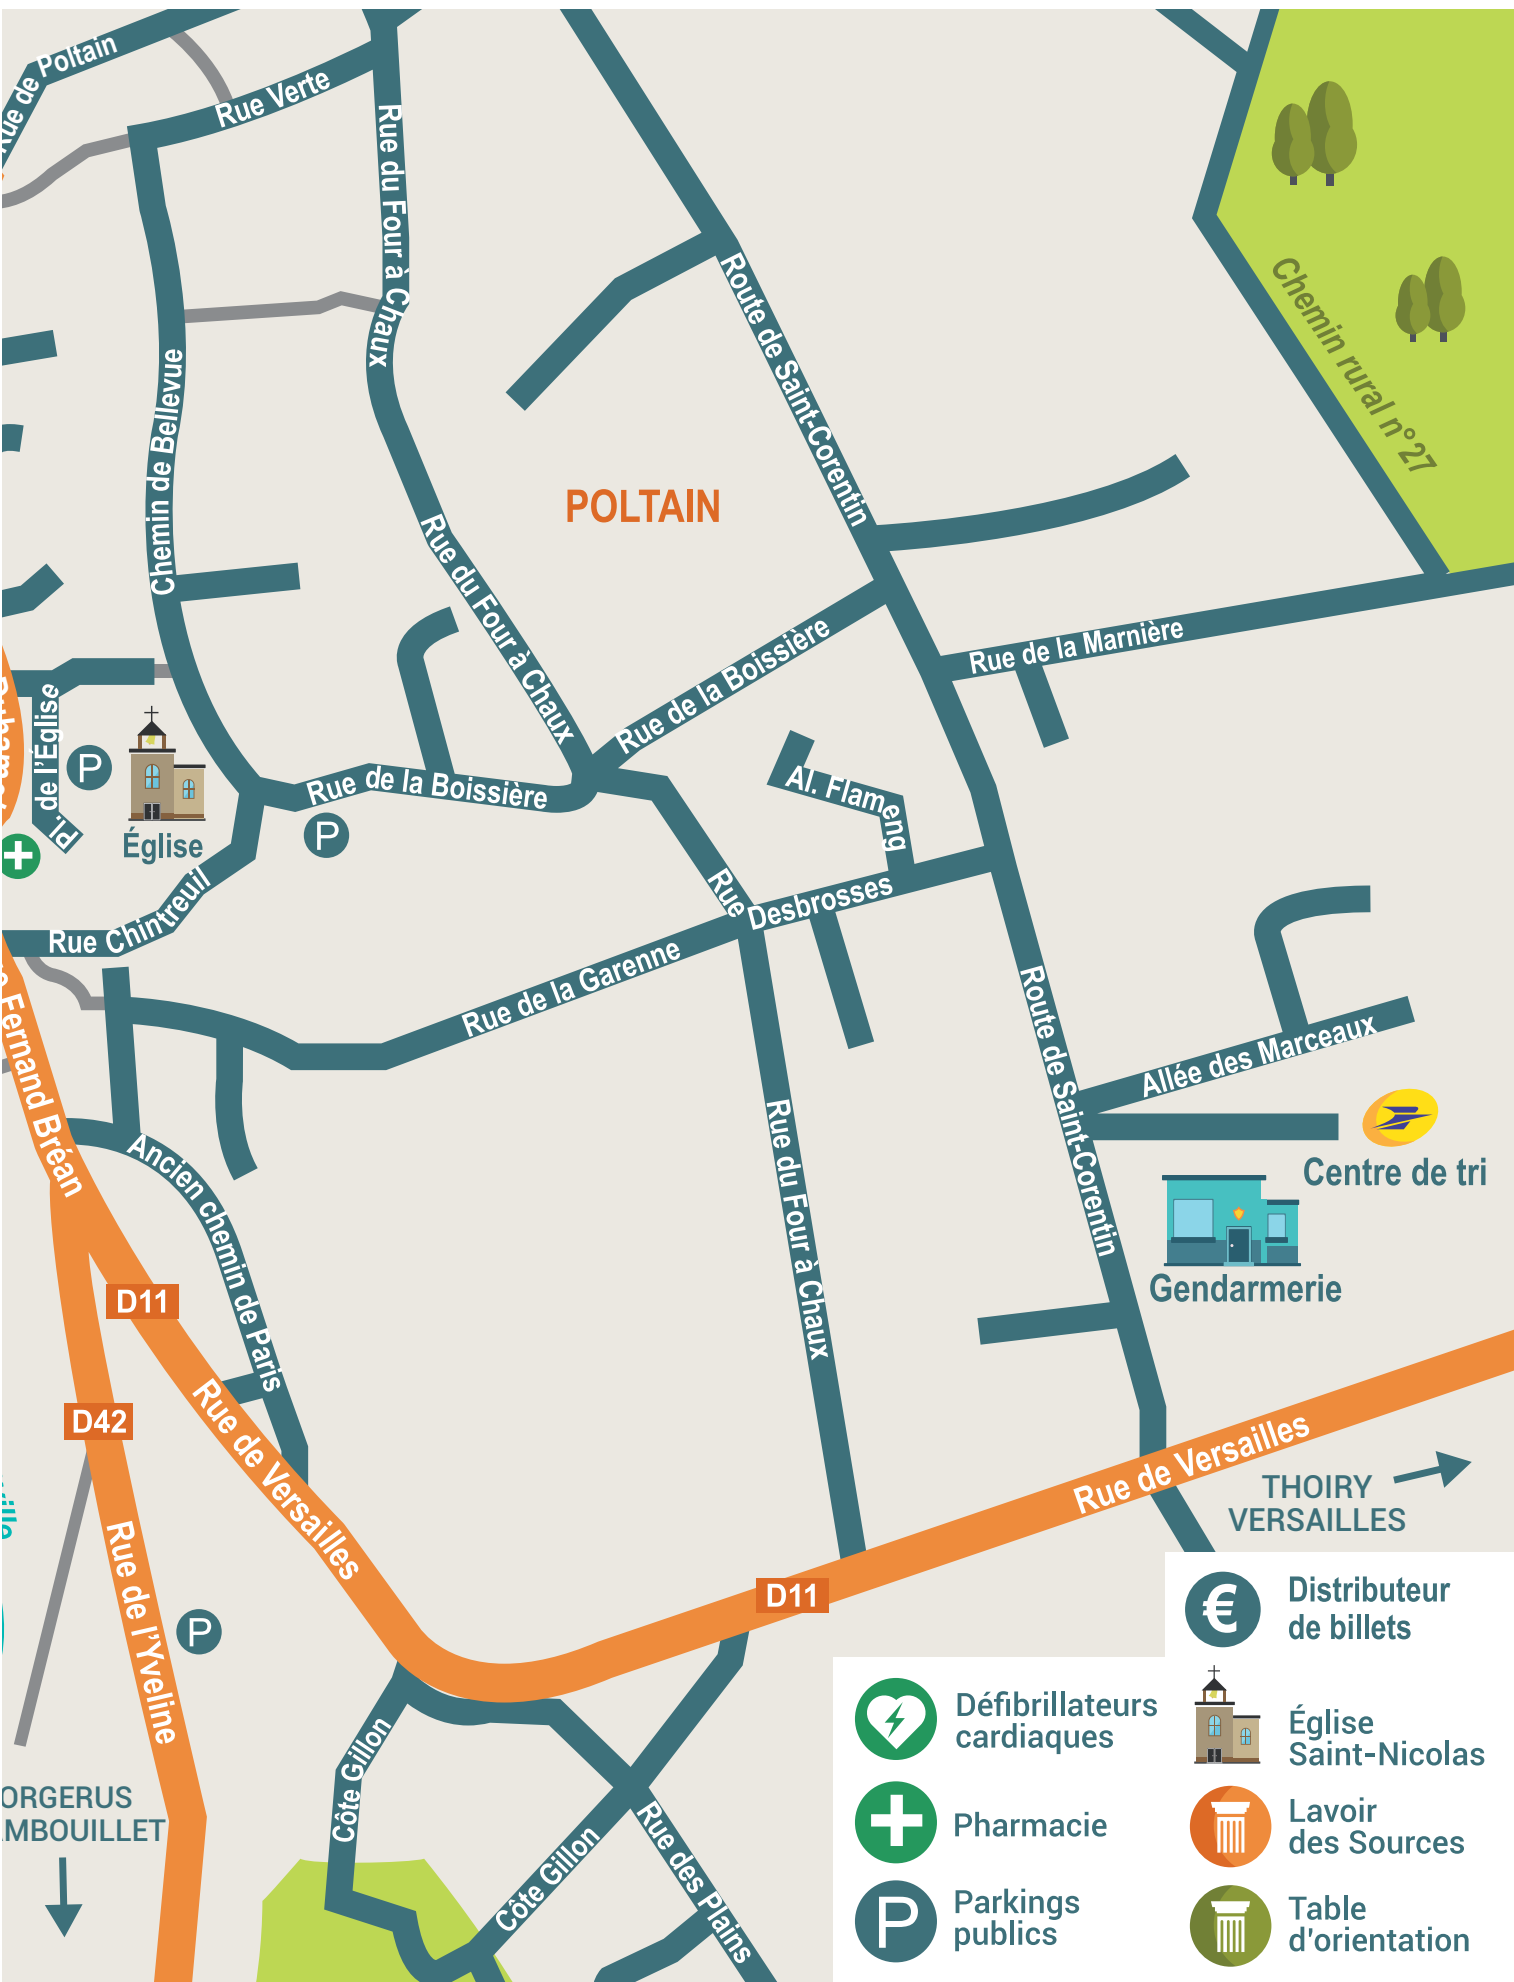 Rue de Poltain
Rue Verte
Rue du Four à Chaux
Route de Saint-Corentin
Chemin rural n°27
Chemin de Bellevue
POLTAIN
Rue du Four à Chaux
Rue de la Boissière
Rue de la Marnière
Pl. de l'Église
P
Église
Rue de la Boissière
P
Al. Flameng
Rue Desbrosses
Rue Chintreuil
Rue de la Garenne
Fernand Bréan
Route de Saint-Corentin
Allée des Marceaux
Centre de tri
Gendarmerie
Ancien chemin de Paris
Rue du Four à Chaux
D11
D42
Rue de Versailles
Rue de Versailles
THOIRY
VERSAILLES
D11
Rue de l'Yveline
P
ORGERUS
MBOUILLET
Côte Gillon
Côte Gillon
Rue des Plains
€
Distributeur
de billets
Défibrillateurs
cardiaques
Église
Saint-Nicolas
Pharmacie
Lavoir
des Sources
P
Parkings
publics
Table
d'orientation